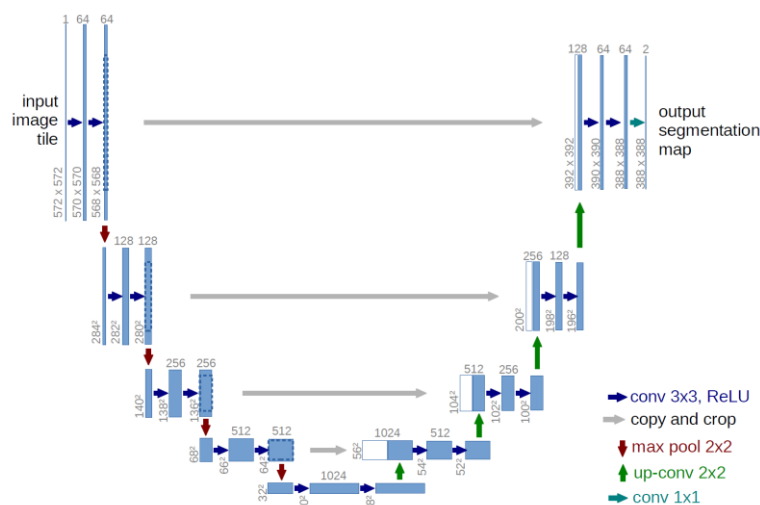 1 64 64
128 64 64 2
input
image
tile
output
segmentation
map
572 x 572
570 x 570
568 x 568
392 x 392
390 x 390
388 x 388
388 x 388
128 128
256 128
284²
282²
280²
200²
198²
196²
256 256
512 256
140²
138²
136²
104²
102²
100²
512 512
1024 512
68²
66²
64²
56²
54²
52²
1024
32²
conv 3x3, ReLU
copy and crop
max pool 2x2
up-conv 2x2
conv 1x1